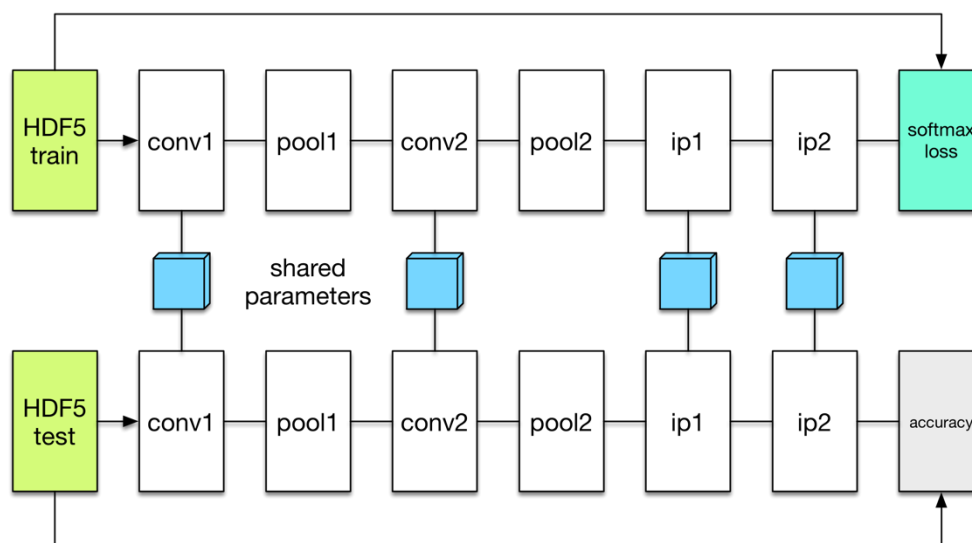 HDF5
train
conv1
pool1
conv2
pool2
ip1
ip2
softmax
loss
shared
parameters
HDF5
test
conv1
pool1
conv2
pool2
ip1
ip2
accuracy